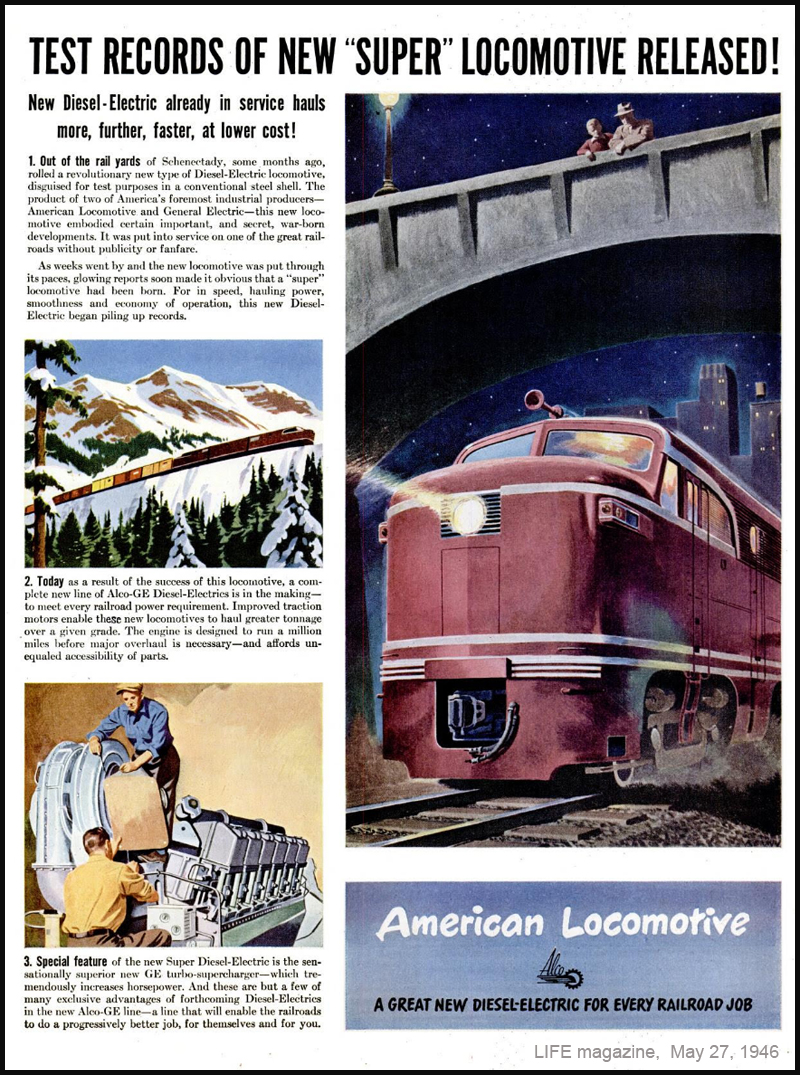 TEST RECORDS OF NEW “SUPER” LOCOMOTIVE RELEASED!
New Diesel-Electric already in service hauls
more, further, faster, at lower cost!
1. Out of the rail yards of Schenectady, some months ago,
rolled a revolutionary new type of Diesel-Electric locomotive,
disguised for test purposes in a conventional steel shell. The
product of two of America's foremost industrial producers—
American Locomotive and General Electric—this new loco-
motive embodied certain important, and secret, war-born
developments. It was put into service on one of the great rail-
roads without publicity or fanfare.
As weeks went by and the new locomotive was put through
its paces, glowing reports soon made it obvious that a “super”
locomotive had been born. For in speed, hauling power,
smoothness and economy of operation, this new Diesel-
Electric began piling up records.
2. Today as a result of the success of this locomotive, a com-
plete new line of Alco-GE Diesel-Electrics is in the making—
to meet every railroad power requirement. Improved traction
motors enable these new locomotives to haul greater tonnage
over a given grade. The engine is designed to run a million
miles before major overhaul is necessary—and affords un-
equaled accessibility of parts.
3. Special feature of the new Super Diesel-Electric is the sen-
sationally superior new GE turbo-supercharger—which tre-
mendously increases horsepower. And these are but a few of
many exclusive advantages of forthcoming Diesel-Electrics
in the new Alco-GE line—a line that will enable the railroads
to do a progressively better job, for themselves and for you.
American Locomotive
Alco
A GREAT NEW DIESEL-ELECTRIC FOR EVERY RAILROAD JOB
LIFE magazine, May 27, 1946